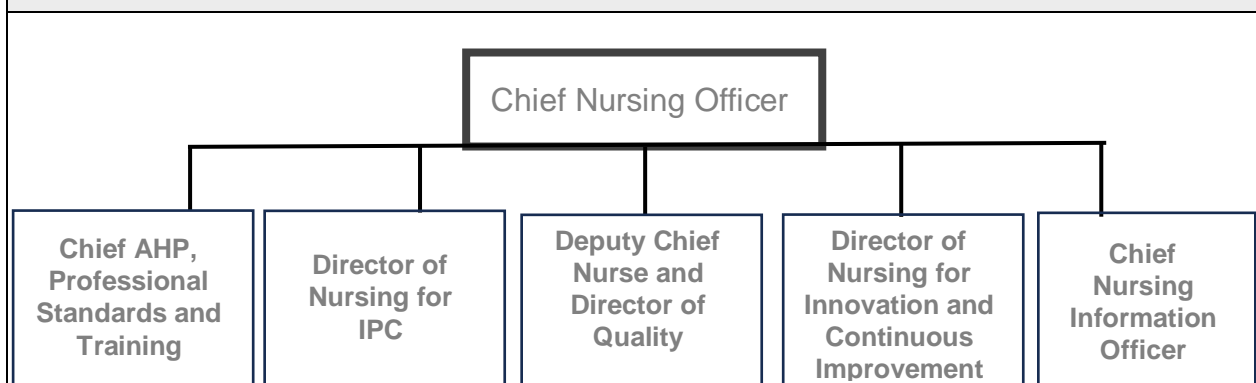 Chief Nursing Officer
Chief AHP,
Professional
Standards and
Training
Director of
Nursing for
IPC
Deputy Chief
Nurse and
Director of
Quality
Director of
Nursing for
Innovation and
Continuous
Improvement
Chief
Nursing
Information
Officer